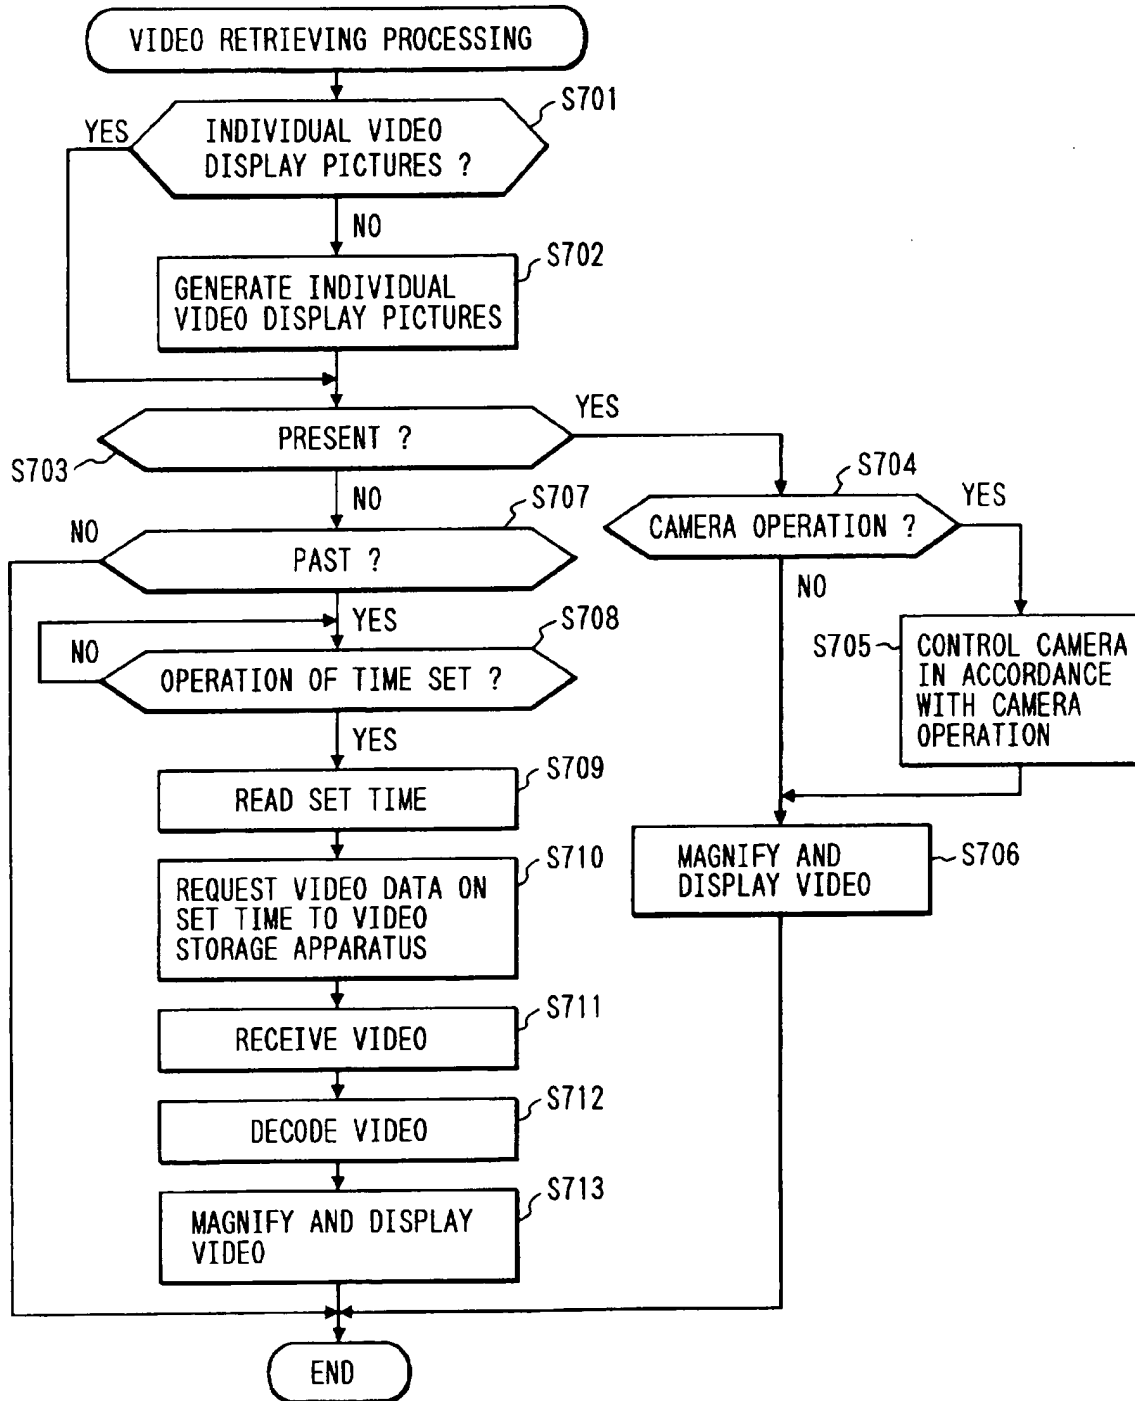 VIDEO RETRIEVING PROCESSING
S701
YES
INDIVIDUAL VIDEO
DISPLAY PICTURES ?
NO
S702
GENERATE INDIVIDUAL
VIDEO DISPLAY PICTURES
YES
PRESENT ?
S703
S704
NO
S707
YES
NO
CAMERA OPERATION ?
PAST ?
NO
YES
S708
NO
S705
CONTROL CAMERA
IN ACCORDANCE
WITH CAMERA
OPERATION
OPERATION OF TIME SET ?
YES
S709
READ SET TIME
S710
MAGNIFY AND
DISPLAY VIDEO
S706
REQUEST VIDEO DATA ON
SET TIME TO VIDEO
STORAGE APPARATUS
S711
RECEIVE VIDEO
S712
DECODE VIDEO
S713
MAGNIFY AND DISPLAY
VIDEO
END